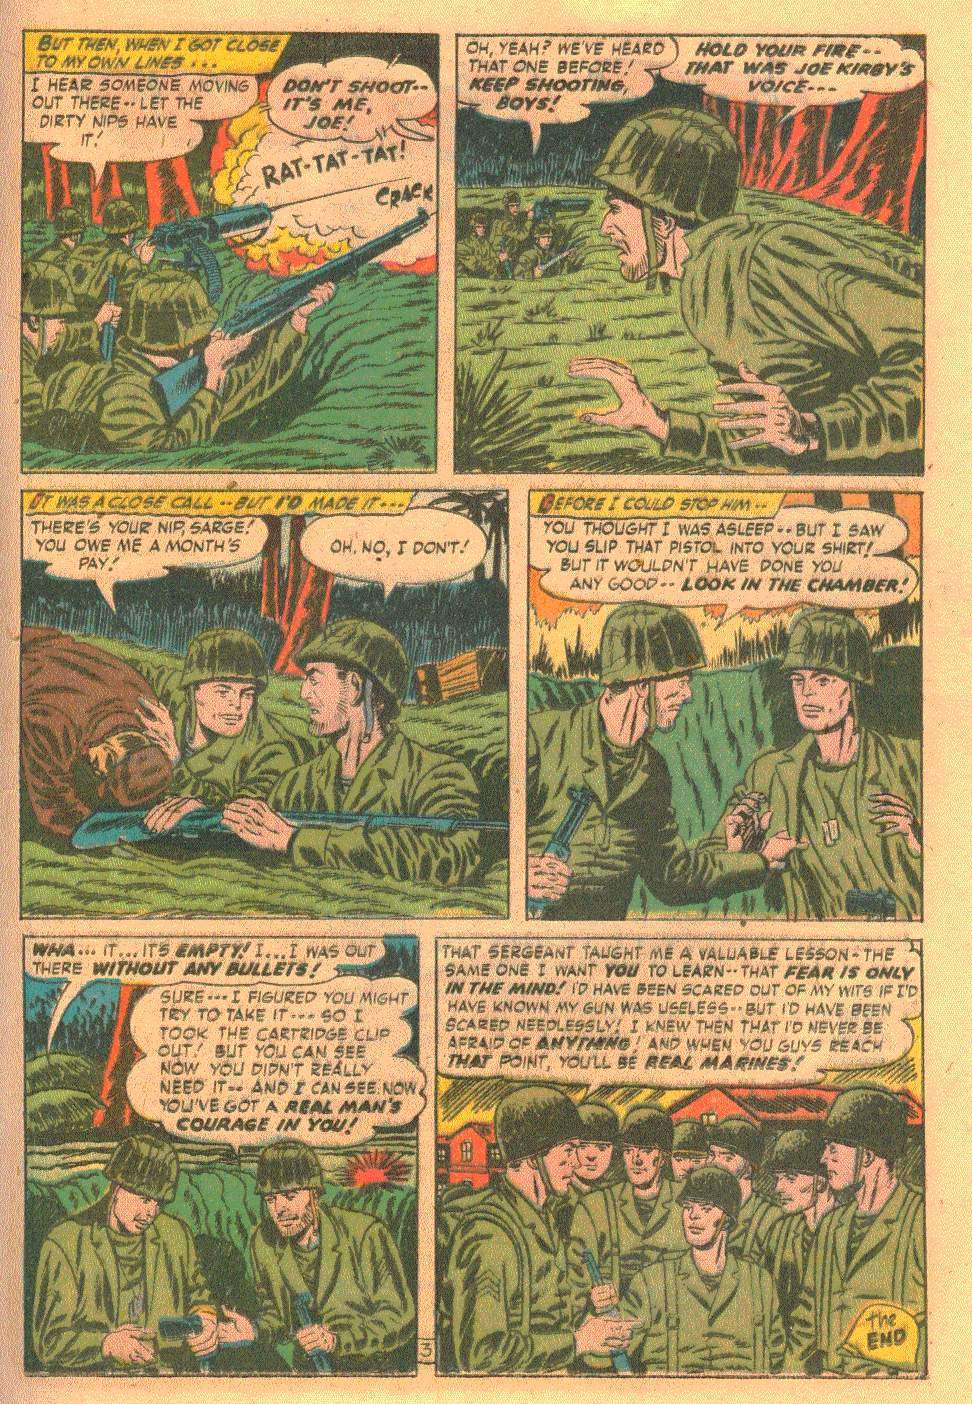 BUT THEN, WHEN I GOT CLOSE
TO MY OWN LINES...
I HEAR SOMEONE MOVING
OUT THERE--LET THE
DIRTY NIPS HAVE
IT!
DON'T SHOOT--
IT'S ME,
JOE!
RAT-TAT-TAT!
CRACK
OH, YEAH? WE'VE HEARD
THAT ONE BEFORE!
KEEP SHOOTING,
BOYS!
HOLD YOUR FIRE--
THAT WAS JOE KIRBY'S
VOICE---
IT WAS A CLOSE CALL--BUT I'D MADE IT---
THERE'S YOUR NIP, SARGE!
YOU OWE ME A MONTH'S
PAY!
OH, NO, I DON'T!
BEFORE I COULD STOP HIM--
YOU THOUGHT I WAS ASLEEP--BUT I SAW
YOU SLIP THAT PISTOL INTO YOUR SHIRT!
BUT IT WOULDN'T HAVE DONE YOU
ANY GOOD--LOOK IN THE CHAMBER!
WHA... IT... IT'S EMPTY! I... I WAS OUT
THERE WITHOUT ANY BULLETS!
SURE---I FIGURED YOU MIGHT
TRY TO TAKE IT---SO I
TOOK THE CARTRIDGE CLIP
OUT! BUT YOU CAN SEE
NOW YOU DIDN'T REALLY
NEED IT--AND I CAN SEE NOW
YOU'VE GOT A REAL MAN'S
COURAGE IN YOU!
3
THAT SERGEANT TAUGHT ME A VALUABLE LESSON-THE
SAME ONE I WANT YOU TO LEARN--THAT FEAR IS ONLY
IN THE MIND! I'D HAVE BEEN SCARED OUT OF MY WITS IF I'D
HAVE KNOWN MY GUN WAS USELESS--BUT I'D HAVE BEEN
SCARED NEEDLESSLY! I KNEW THEN THAT I'D NEVER BE
AFRAID OF ANYTHING! AND WHEN YOU GUYS REACH
THAT POINT, YOU'LL BE REAL MARINES!
the
END